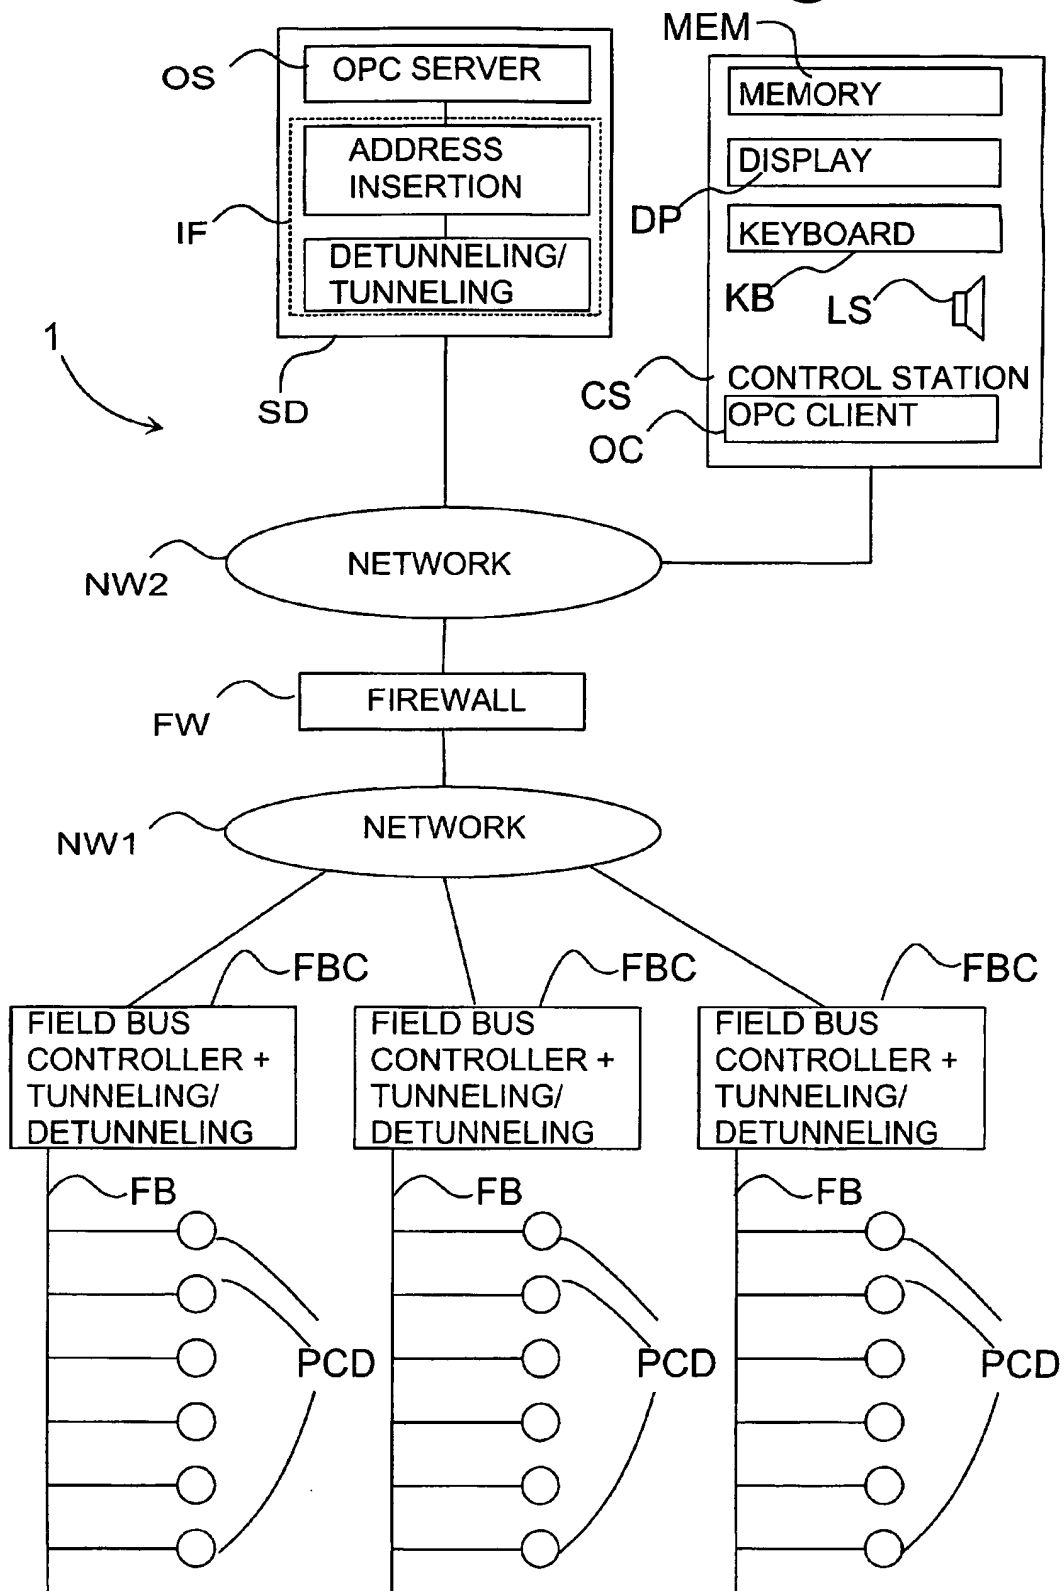 MEM
OS
OPC SERVER
MEMORY
ADDRESS
INSERTION
DISPLAY
IF
DP
KEYBOARD
DETUNNELING/
TUNNELING
KB
LS
1
SD
CS
CONTROL STATION
OC
OPC CLIENT
NW2
NETWORK
FW
FIREWALL
NW1
NETWORK
FBC
FBC
FBC
FIELD BUS
CONTROLLER +
TUNNELING/
DETUNNELING
FIELD BUS
CONTROLLER +
TUNNELING/
DETUNNELING
FIELD BUS
CONTROLLER +
TUNNELING/
DETUNNELING
FB
FB
FB
PCD
PCD
PCD